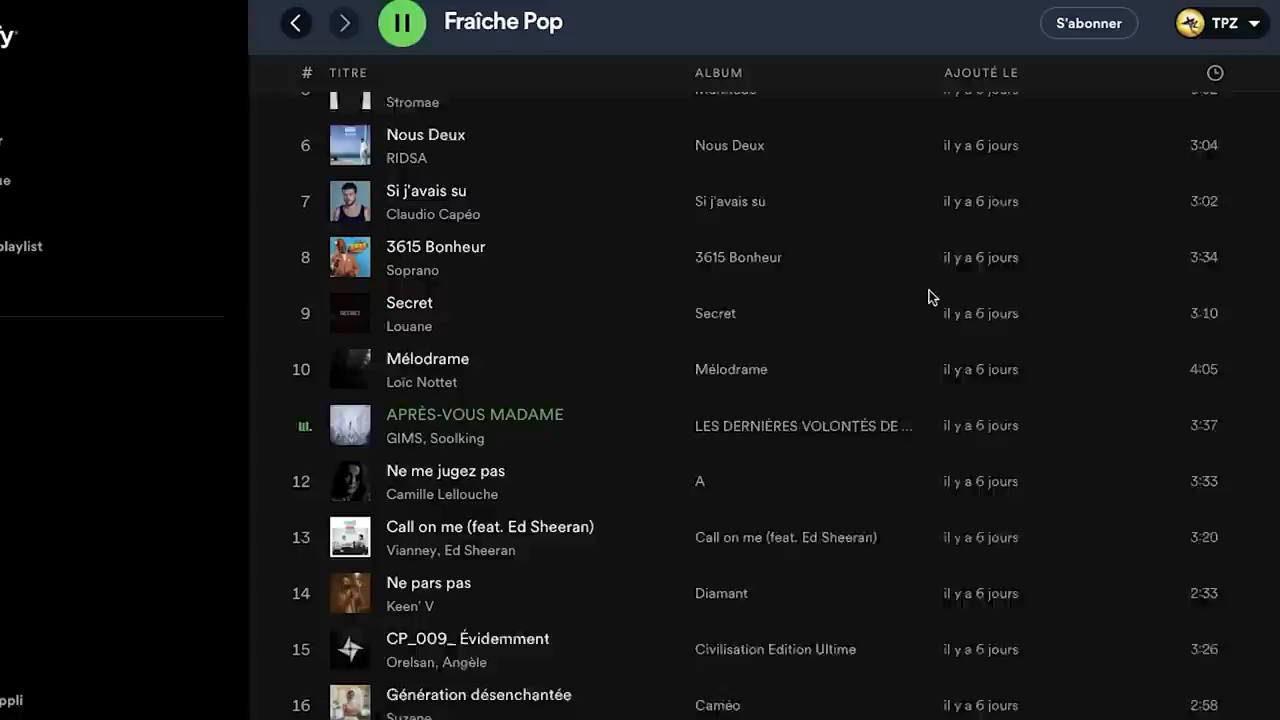 Fraîche Pop
S'abonner
TPZ
# TITRE ALBUM AJOUTÉ LE
Stromae
6 Nous Deux Nous Deux il y a 6 jours 3:04
RIDSA
7 Si j'avais su Si j'avais su il y a 6 jours 3:02
Claudio Capéo
8 3615 Bonheur 3615 Bonheur il y a 6 jours 3:34
Soprano
9 Secret Secret il y a 6 jours 3:10
Louane
10 Mélodrame Mélodrame il y a 6 jours 4:05
Loïc Nottet
APRÈS-VOUS MADAME LES DERNIÈRES VOLONTÉS DE ... il y a 6 jours 3:37
GIMS, Soolking
12 Ne me jugez pas A il y a 6 jours 3:33
Camille Lellouche
13 Call on me (feat. Ed Sheeran) Call on me (feat. Ed Sheeran) il y a 6 jours 3:20
Vianney, Ed Sheeran
14 Ne pars pas Diamant il y a 6 jours 2:33
Keen' V
15 CP_009_ Évidemment Civilisation Edition Ultime il y a 6 jours 3:26
Orelsan, Angèle
16 Génération désenchantée Caméo il y a 6 jours 2:58
Suzane
playlist